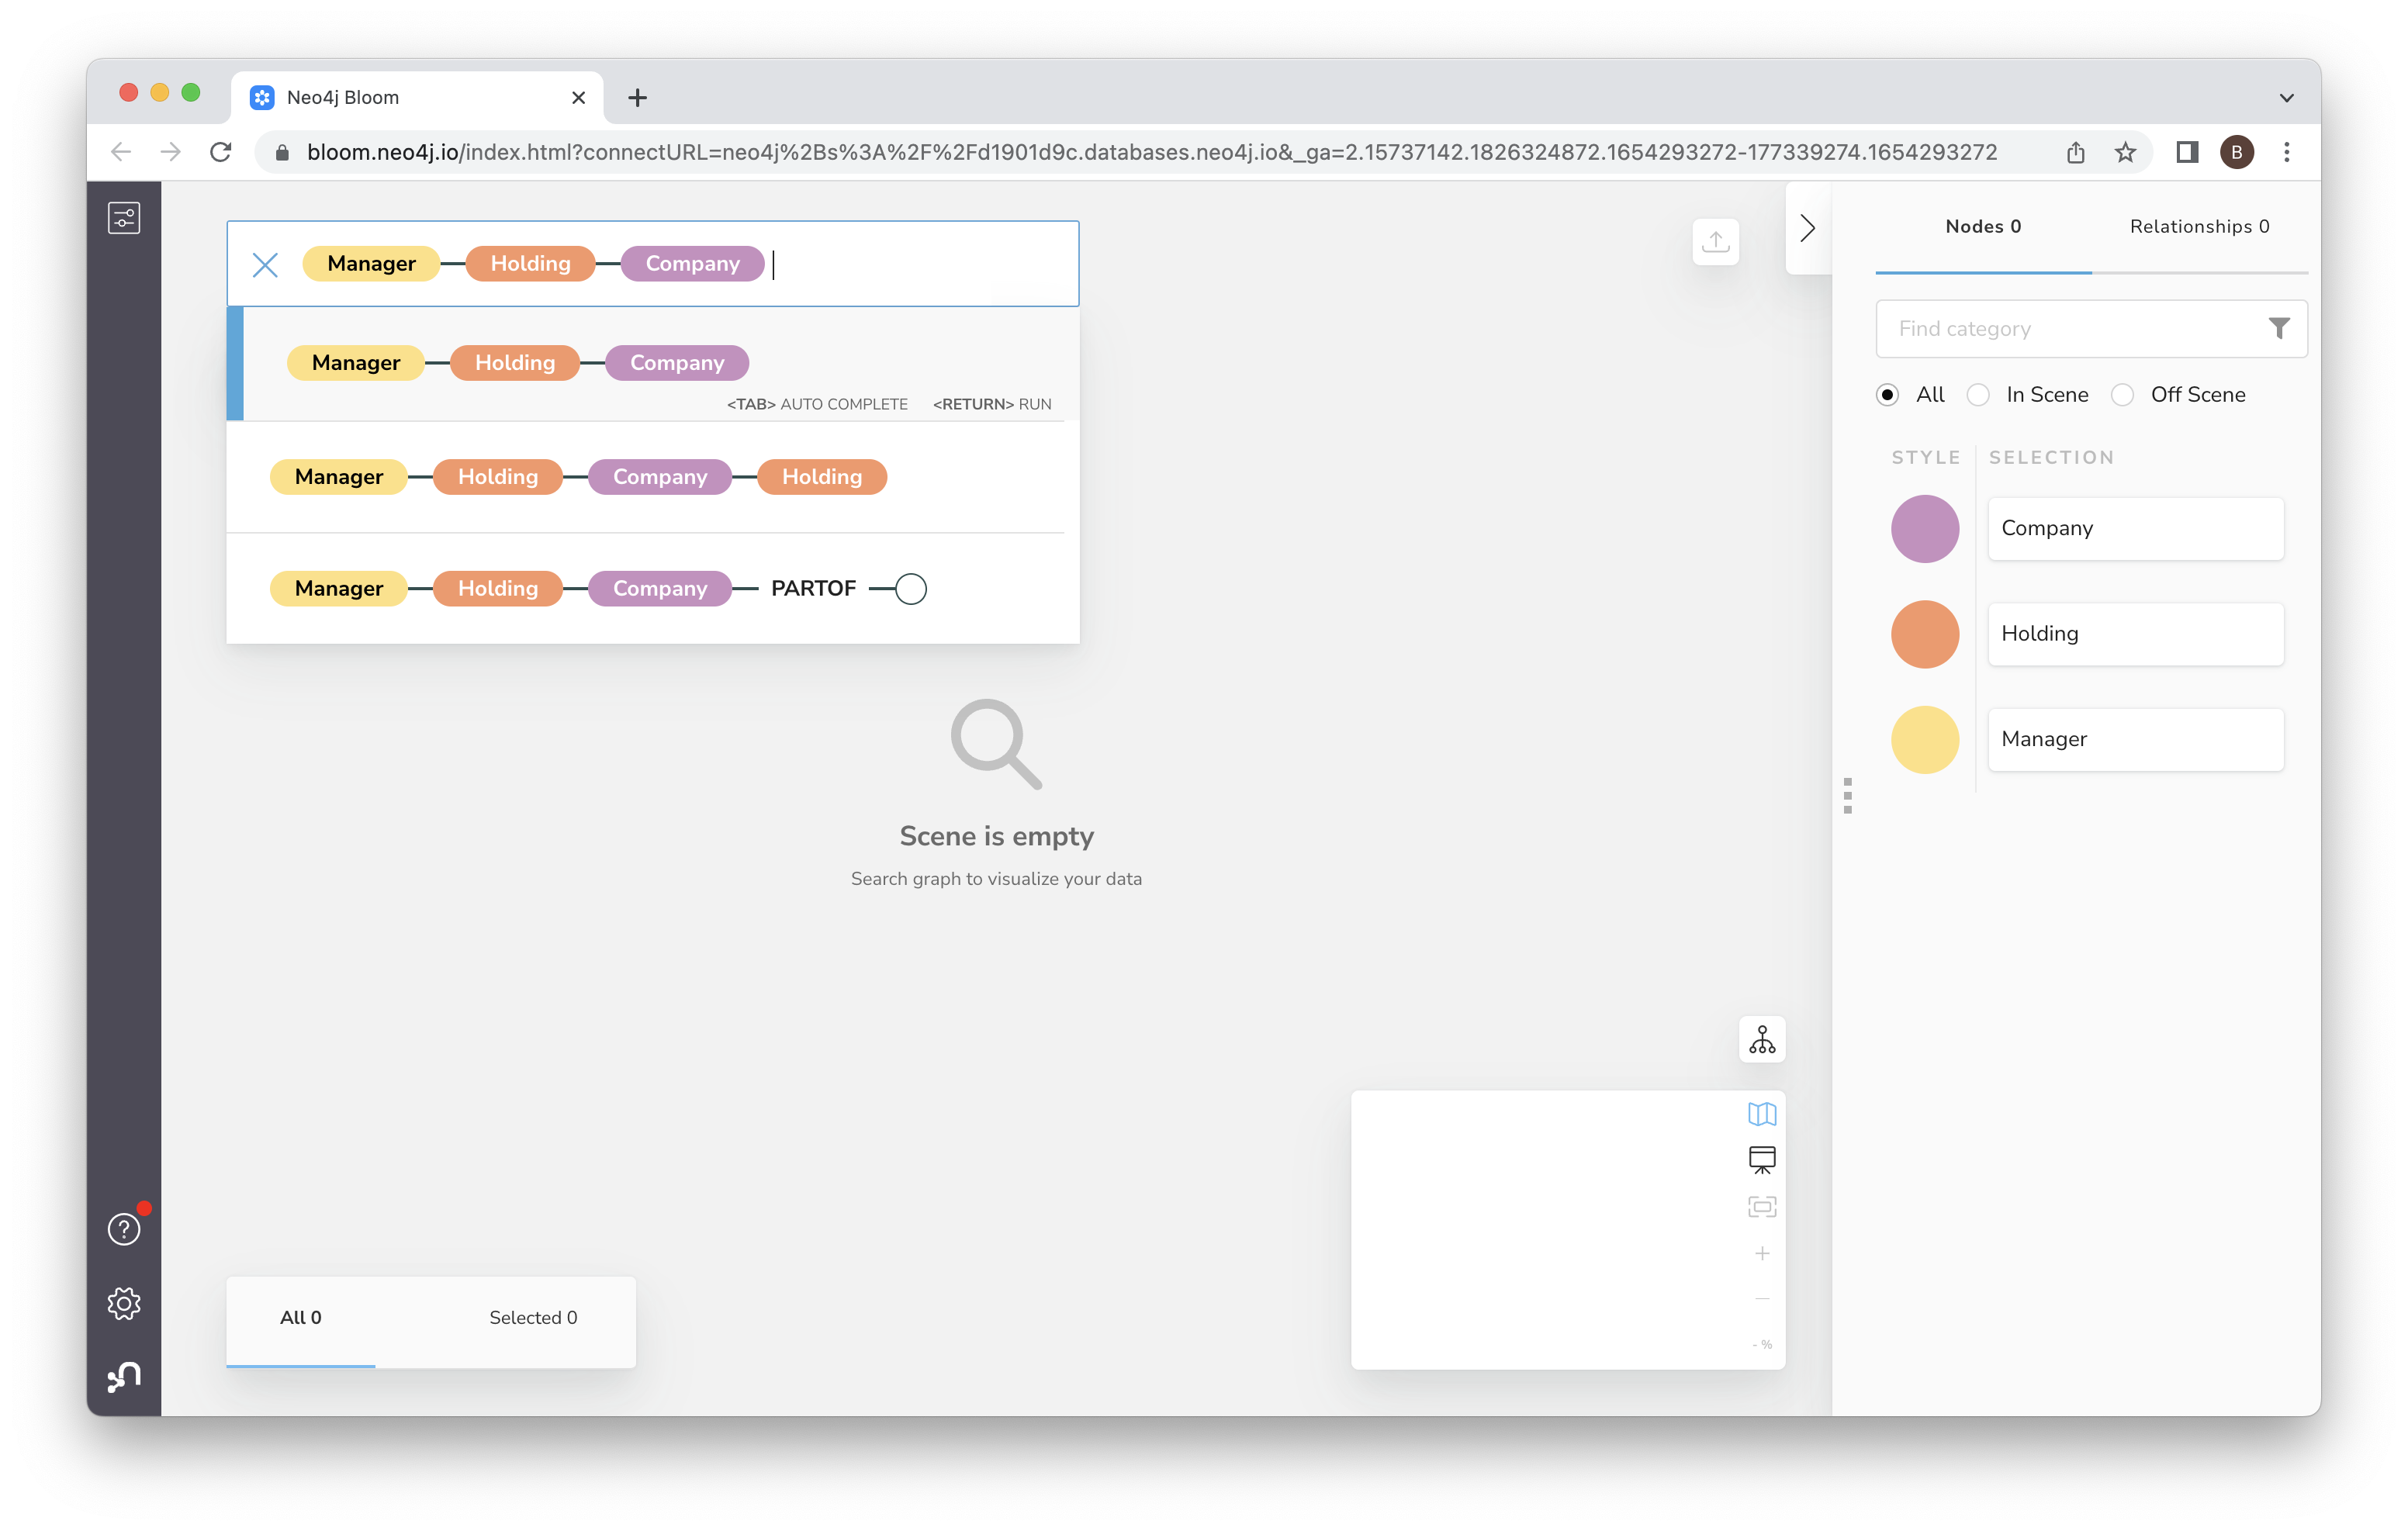 Neo4j Bloom
bloom.neo4j.io/index.html?connectURL=neo4j%2Bs%3A%2F%2Fd1901d9c.databases.neo4j.io&_ga=2.15737142.1826324872.1654293272-177339274.1654293272
B
Manager Holding Company
Manager Holding Company
<TAB> AUTO COMPLETE <RETURN> RUN
Manager Holding Company Holding
Manager Holding Company PARTOF
Scene is empty
Search graph to visualize your data
Nodes 0 Relationships 0
Find category
All In Scene Off Scene
STYLE SELECTION
Company
Holding
Manager
?
All 0 Selected 0
- %